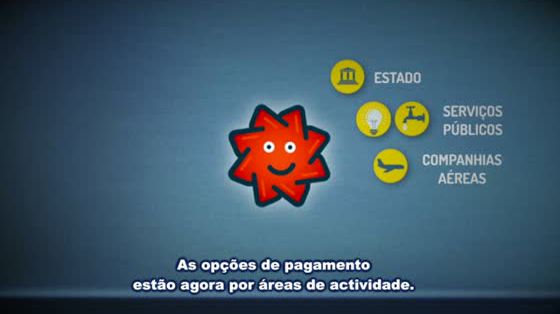 ESTADO
SERVIÇOS
PÚBLICOS
COMPANHIAS
AÉREAS
As opções de pagamento
estão agora por áreas de actividade.